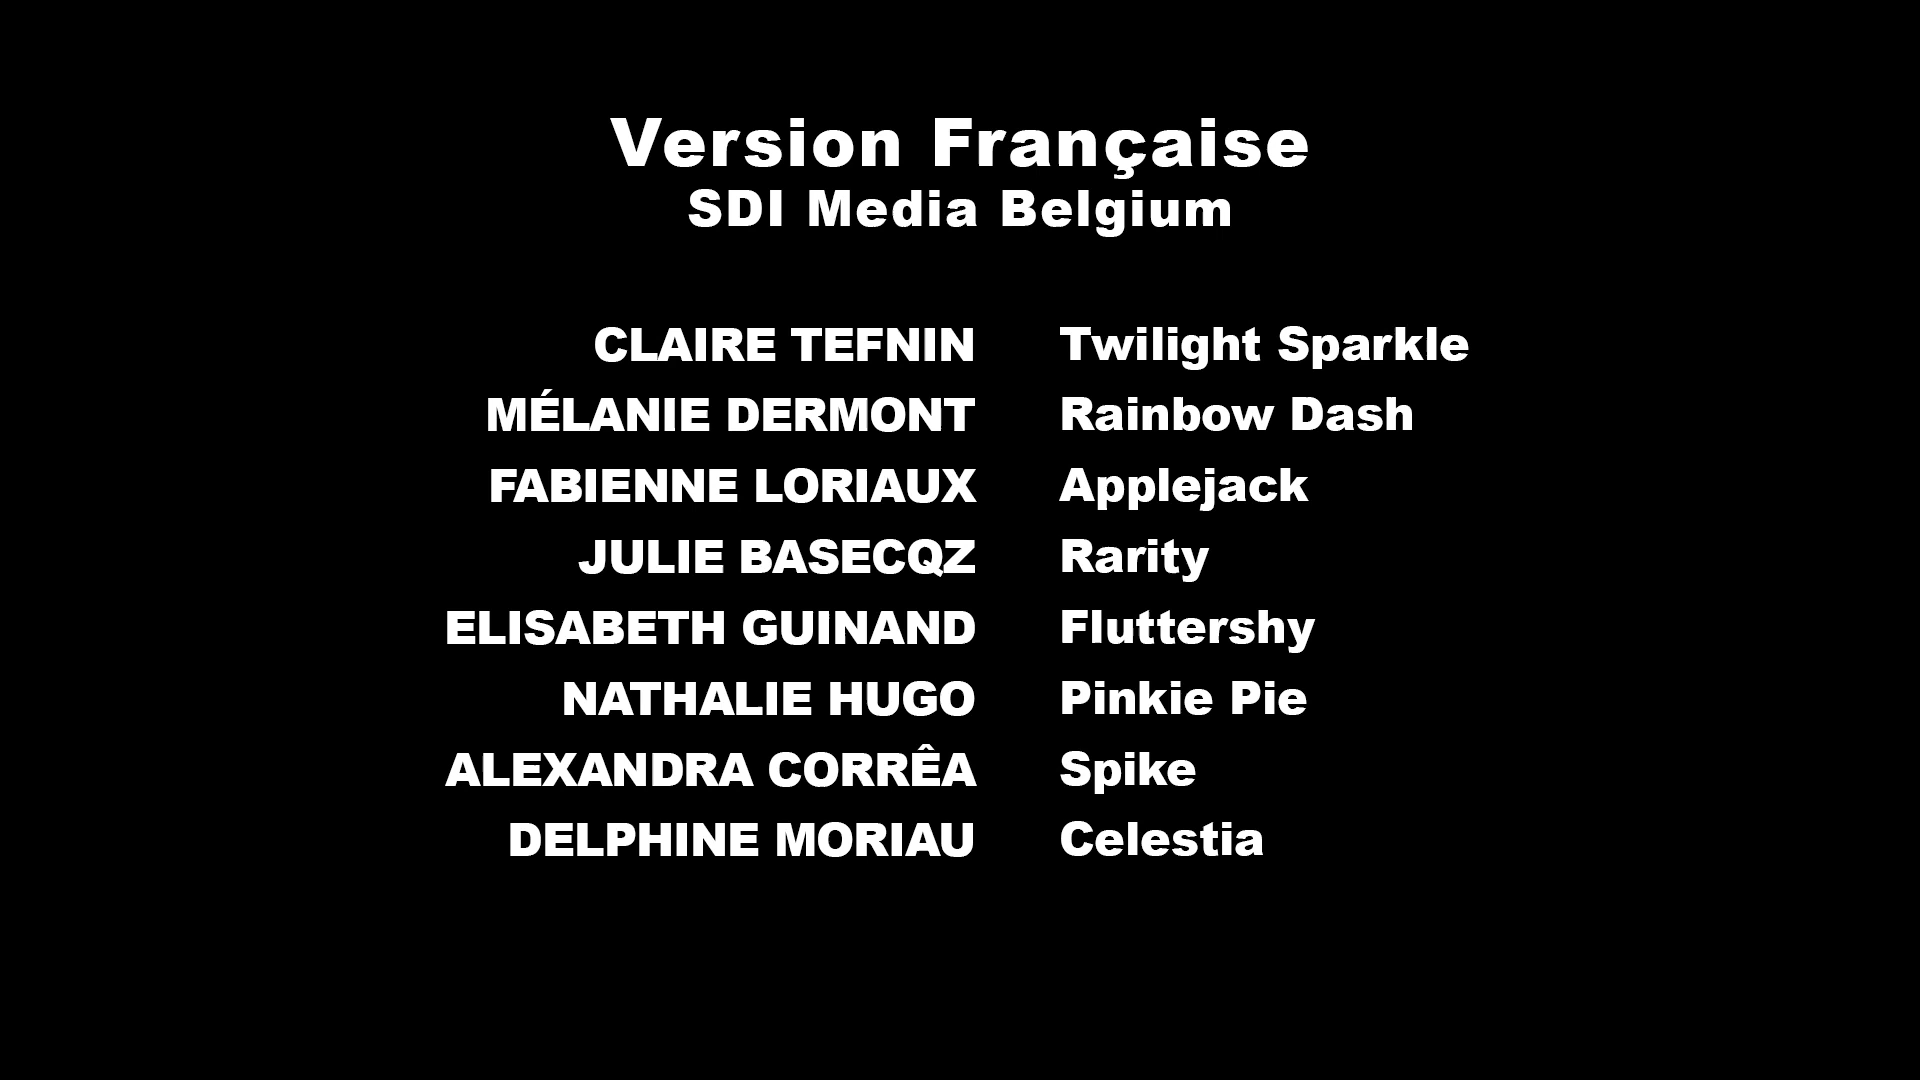 Version Française
SDI Media Belgium
CLAIRE TEFNIN Twilight Sparkle
MÉLANIE DERMONT Rainbow Dash
FABIENNE LORIAUX Applejack
JULIE BASECQZ Rarity
ELISABETH GUINAND Fluttershy
NATHALIE HUGO Pinkie Pie
ALEXANDRA CORRÊA Spike
DELPHINE MORIAU Celestia